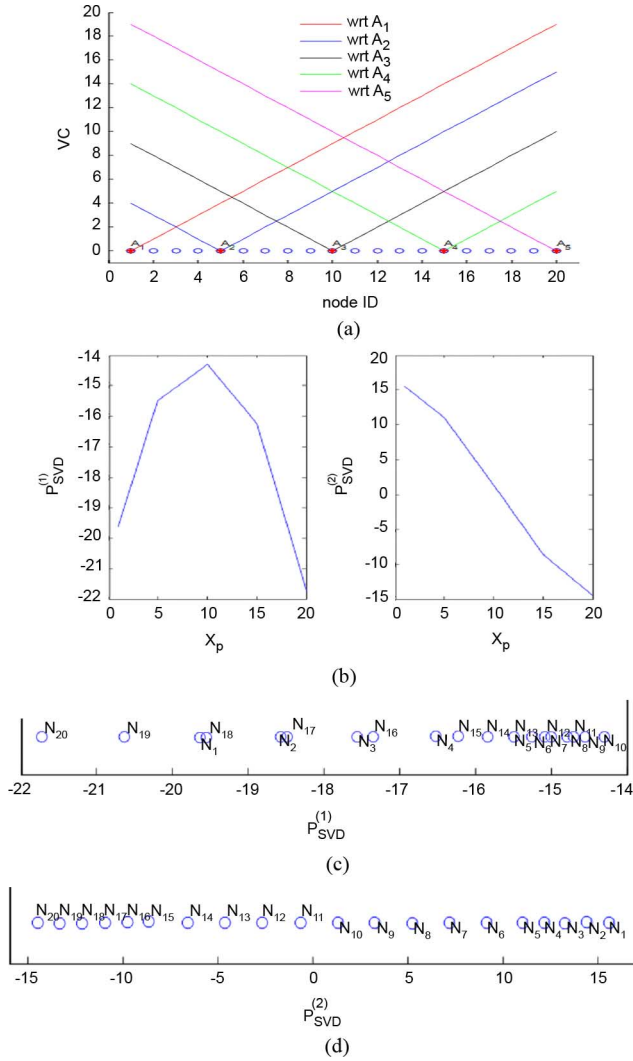 20
18
16
14
12
10
8
6
4
2
0
VC
wrt A1
wrt A2
wrt A3
wrt A4
wrt A5
A1 A2 A3 A4 A5
0 2 4 6 8 10 12 14 16 18 20
node ID
(a)
-14
-15
-16
-17
-18
-19
-20
-21
-22
P(1)SVD
0 5 10 15 20
Xp
20
15
10
5
0
-5
-10
-15
P(2)SVD
0 5 10 15 20
Xp
(b)
N20 N19 N18 N17 N16 N15 N14 N13 N12 N11
N1 N2 N3 N4 N5 N6 N7 N8 N9 N10
-22 -21 -20 -19 -18 -17 -16 -15 -14
P(1)SVD
(c)
N20 N19 N18 N17 N16 N15 N14 N13 N12 N11
N10 N9 N8 N7 N6 N5 N4 N3 N2 N1
-15 -10 -5 0 5 10 15
P(2)SVD
(d)